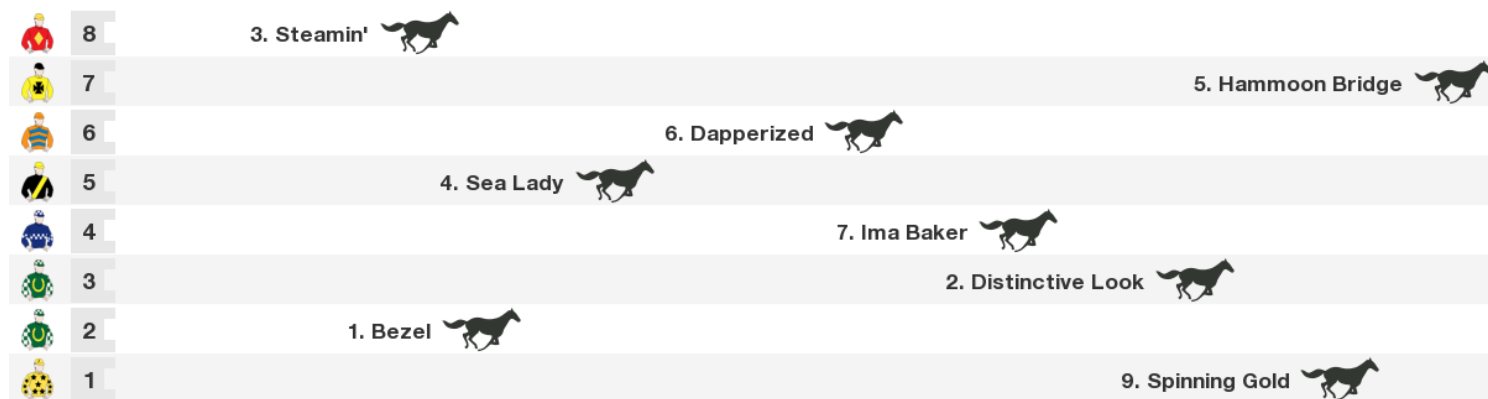 8 3. Steamin'
7 5. Hammoon Bridge
6 6. Dapperized
5 4. Sea Lady
4 7. Ima Baker
3 2. Distinctive Look
2 1. Bezel
1 9. Spinning Gold